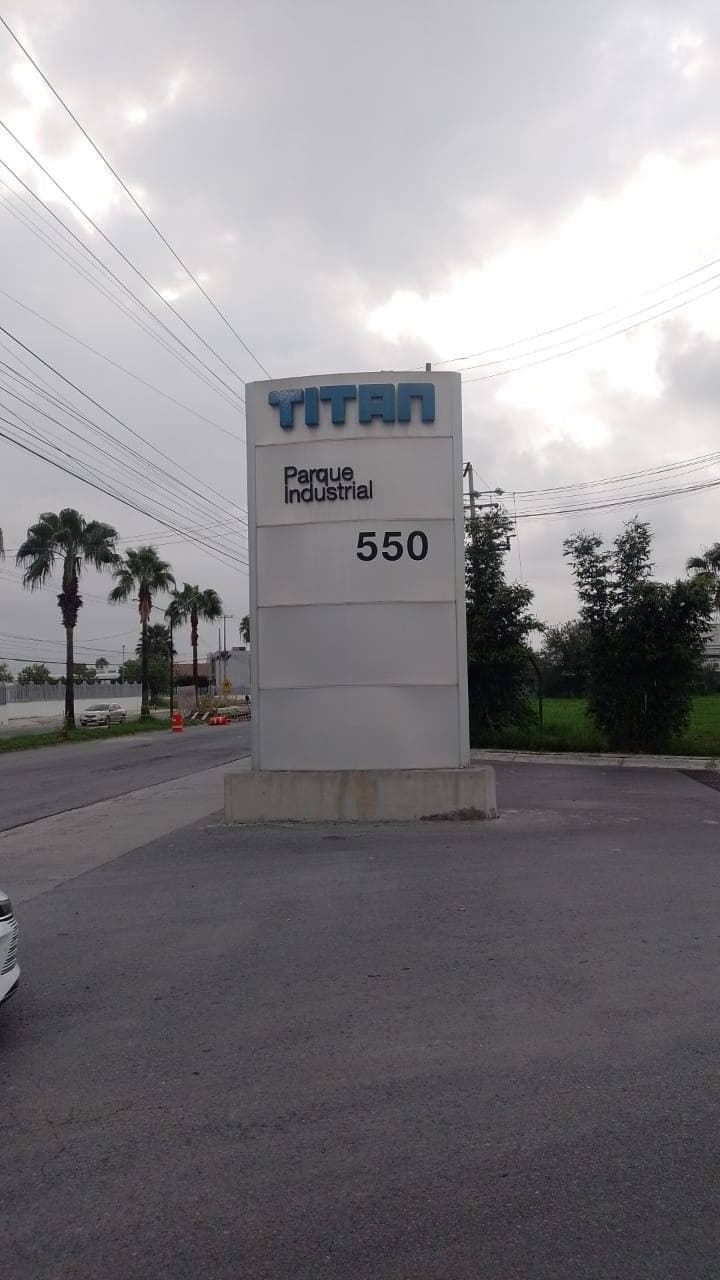 TITAN
Parque
Industrial
550